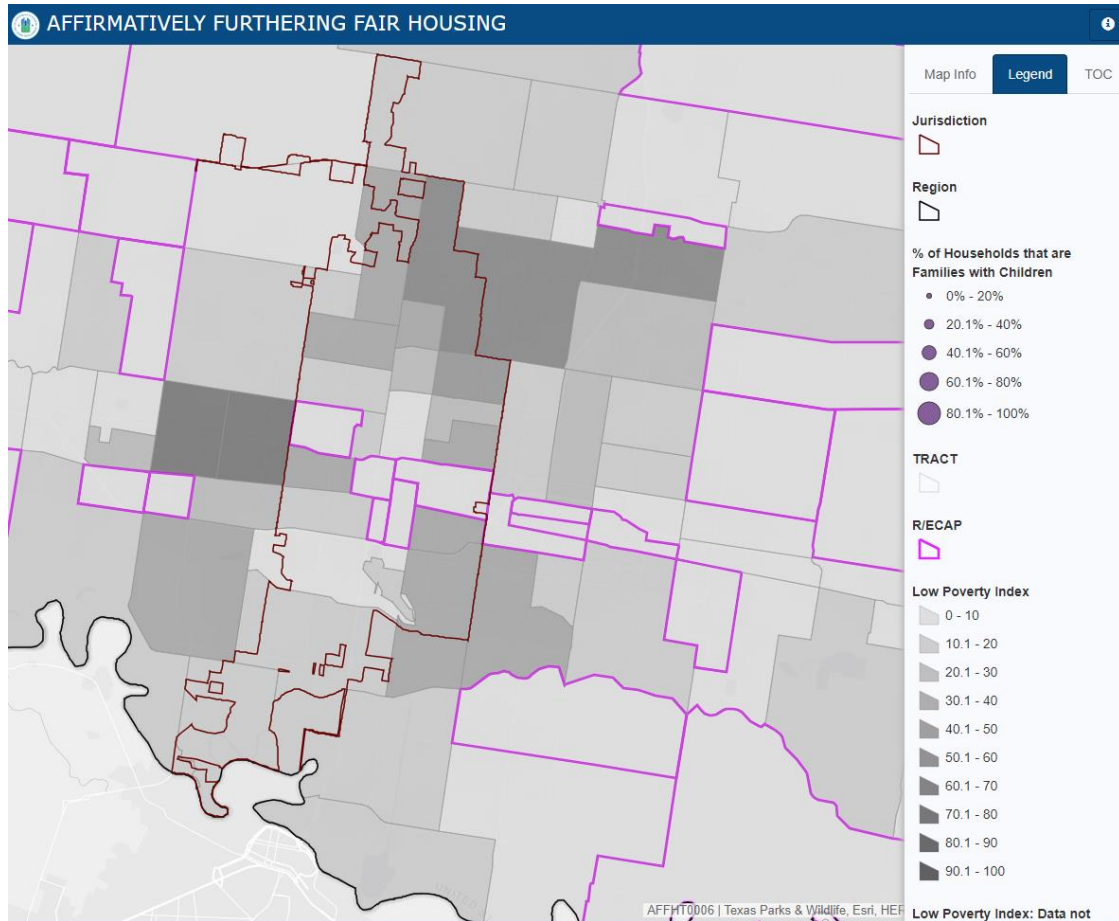 AFFIRMATIVELY FURTHERING FAIR HOUSING
Map Info Legend TOC
Jurisdiction
Region
% of Households that are
Families with Children
0% - 20%
20.1% - 40%
40.1% - 60%
60.1% - 80%
80.1% - 100%
TRACT
R/ECAP
Low Poverty Index
0 - 10
10.1 - 20
20.1 - 30
30.1 - 40
40.1 - 50
50.1 - 60
60.1 - 70
70.1 - 80
80.1 - 90
90.1 - 100
Low Poverty Index: Data not
AFFHT0006 | Texas Parks & Wildlife, Esri, HER